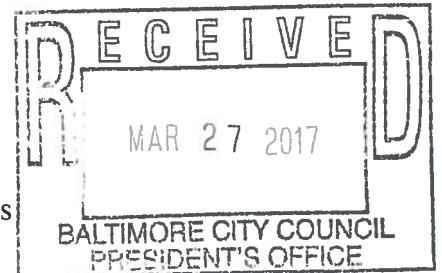 RECEIVED
MAR 27 2017
s
BALTIMORE CITY COUNCIL
PRESIDENT'S OFFICE